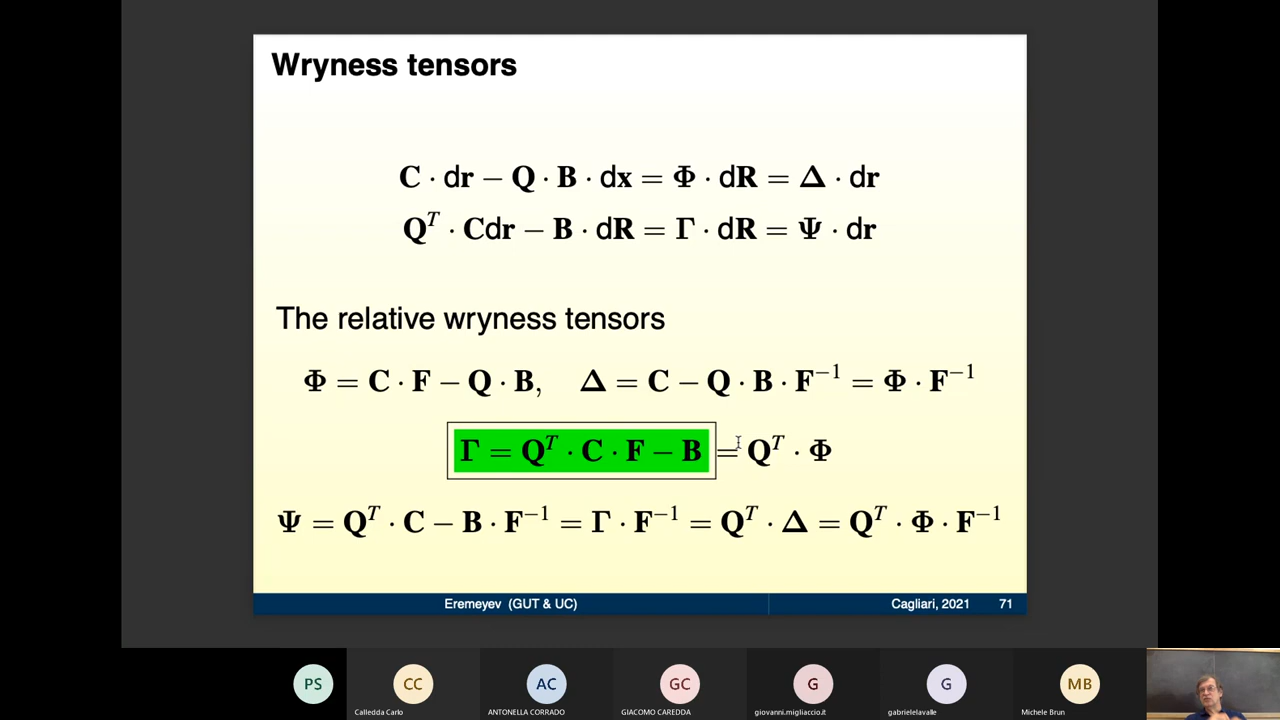 Wryness tensors
C · dr − Q · B · dx = Φ · dR = Δ · dr
Q^T · Cdr − B · dR = Γ · dR = Ψ · dr
The relative wryness tensors
Φ = C · F − Q · B, Δ = C − Q · B · F^−1 = Φ · F^−1
Γ = Q^T · C · F − B = Q^T · Φ
Ψ = Q^T · C − B · F^−1 = Γ · F^−1 = Q^T · Δ = Q^T · Φ · F^−1
Eremeyev (GUT & UC) Cagliari, 2021 71
PS CC AC GC G G MB
Calledda Carlo ANTONELLA CORRADO GIACOMO CAREDDA giovanni.migliaccio.it gabrielelavalle Michele Brun